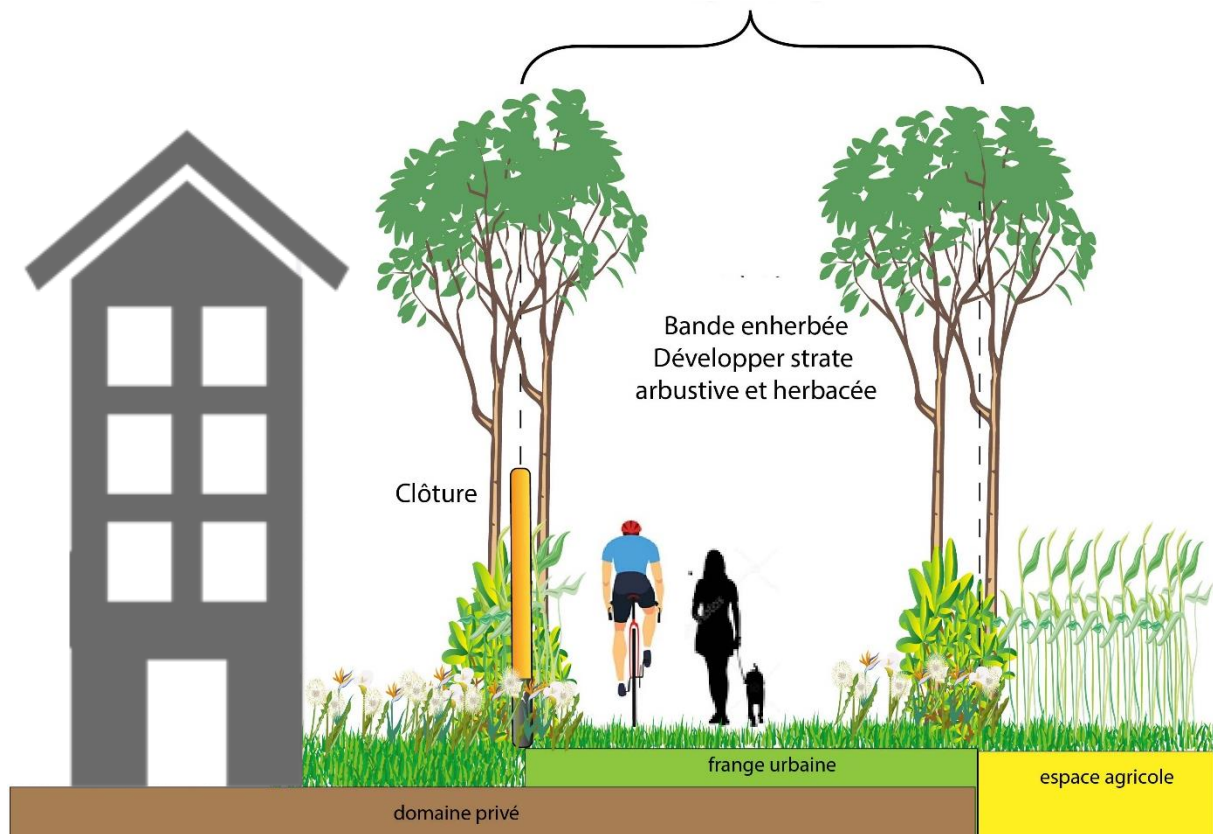 Bande enherbée
Développer strate
arbustive et herbacée
Clôture
frange urbaine
espace agricole
domaine privé